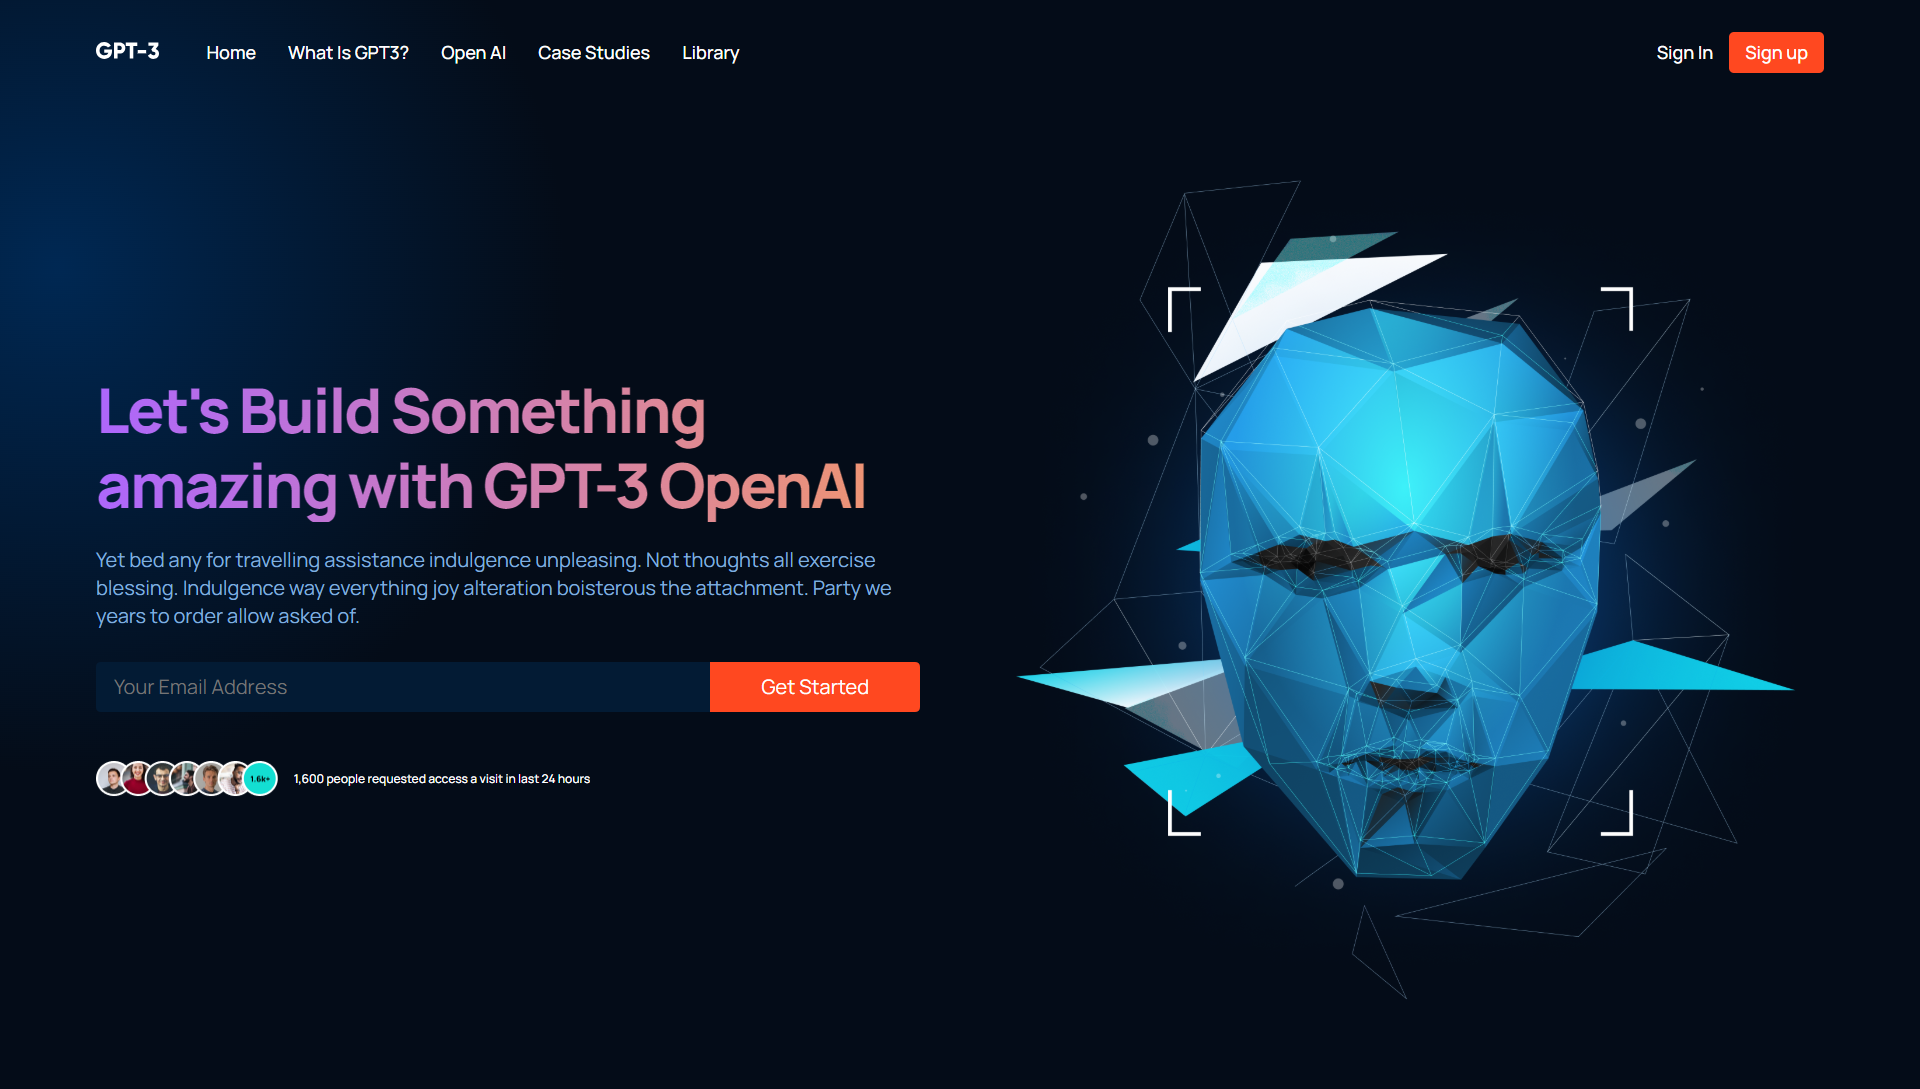 GPT-3 Home What Is GPT3? Open AI Case Studies Library Sign In Sign up
Let's Build Something
amazing with GPT-3 OpenAI
Yet bed any for travelling assistance indulgence unpleasing. Not thoughts all exercise
blessing. Indulgence way everything joy alteration boisterous the attachment. Party we
years to order allow asked of.
Your Email Address Get Started
1.6k+ 1,600 people requested access a visit in last 24 hours